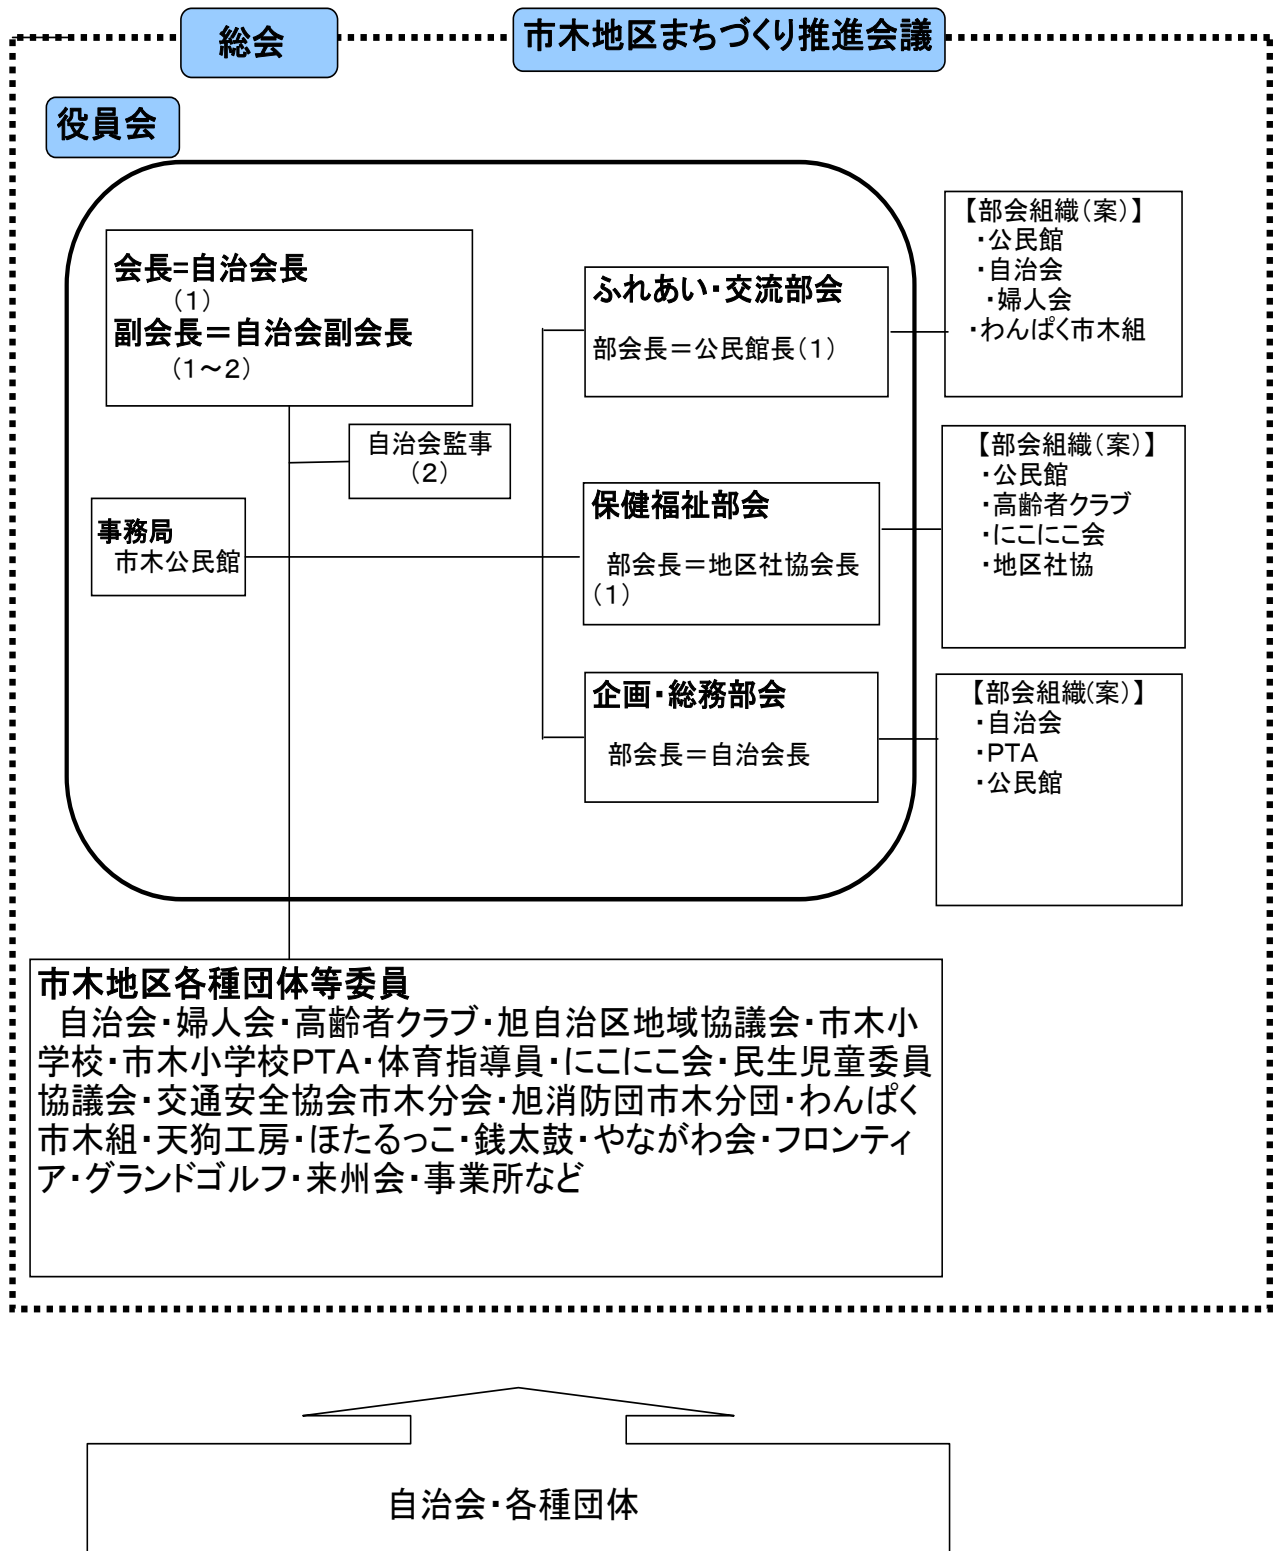 総会
市木地区まちづくり推進会議
役員会
会長=自治会長
(1)
副会長＝自治会副会長
(1～2)
自治会監事
(2)
事務局
市木公民館
ふれあい・交流部会
部会長＝公民館長(1)
保健福祉部会
部会長＝地区社協会長
(1)
企画・総務部会
部会長＝自治会長
【部会組織(案)】
・公民館
・自治会
・婦人会
・わんぱく市木組
【部会組織(案)】
・公民館
・高齢者クラブ
・にこにこ会
・地区社協
【部会組織(案)】
・自治会
・PTA
・公民館
市木地区各種団体等委員
自治会・婦人会・高齢者クラブ・旭自治区地域協議会・市木小
学校・市木小学校PTA・体育指導員・にこにこ会・民生児童委員
協議会・交通安全協会市木分会・旭消防団市木分団・わんぱく
市木組・天狗工房・ほたるっこ・銭太鼓・やながわ会・フロンティ
ア・グランドゴルフ・来州会・事業所など
自治会・各種団体